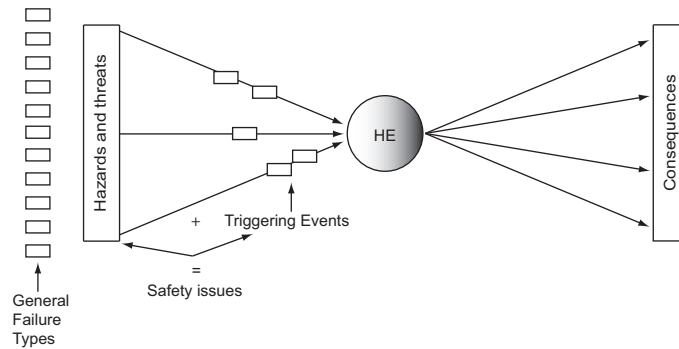 Hazards and threats
HE
Consequences
+
Triggering Events
=
Safety issues
General
Failure
Types